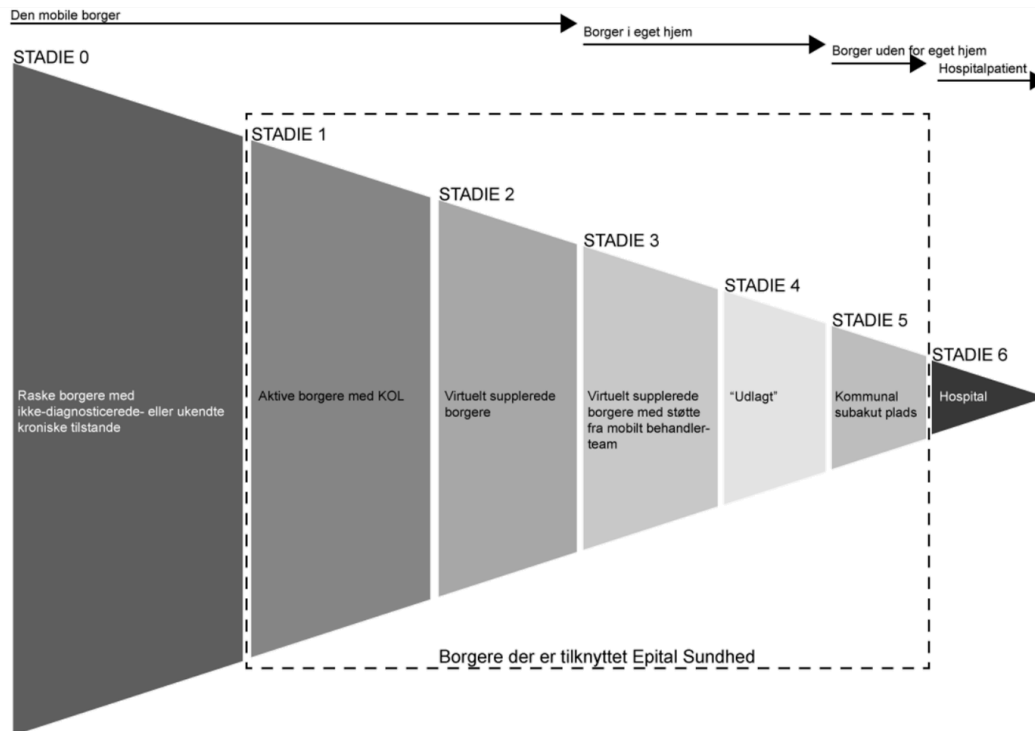 Den mobile borger
Borger i eget hjem
Borger uden for eget hjem
Hospitalpatient
STADIE 0
STADIE 1
STADIE 2
STADIE 3
STADIE 4
STADIE 5
STADIE 6
Raske borgere med
ikke-diagnosticerede- eller ukendte
kroniske tilstande
Aktive borgere med KOL
Virtuelt supplerede
borgere
Virtuelt supplerede
borgere med støtte
fra mobilt behandler-
team
“Udlagt”
Kommunal
subakut plads
Hospital
Borgere der er tilknyttet Epital Sundhed